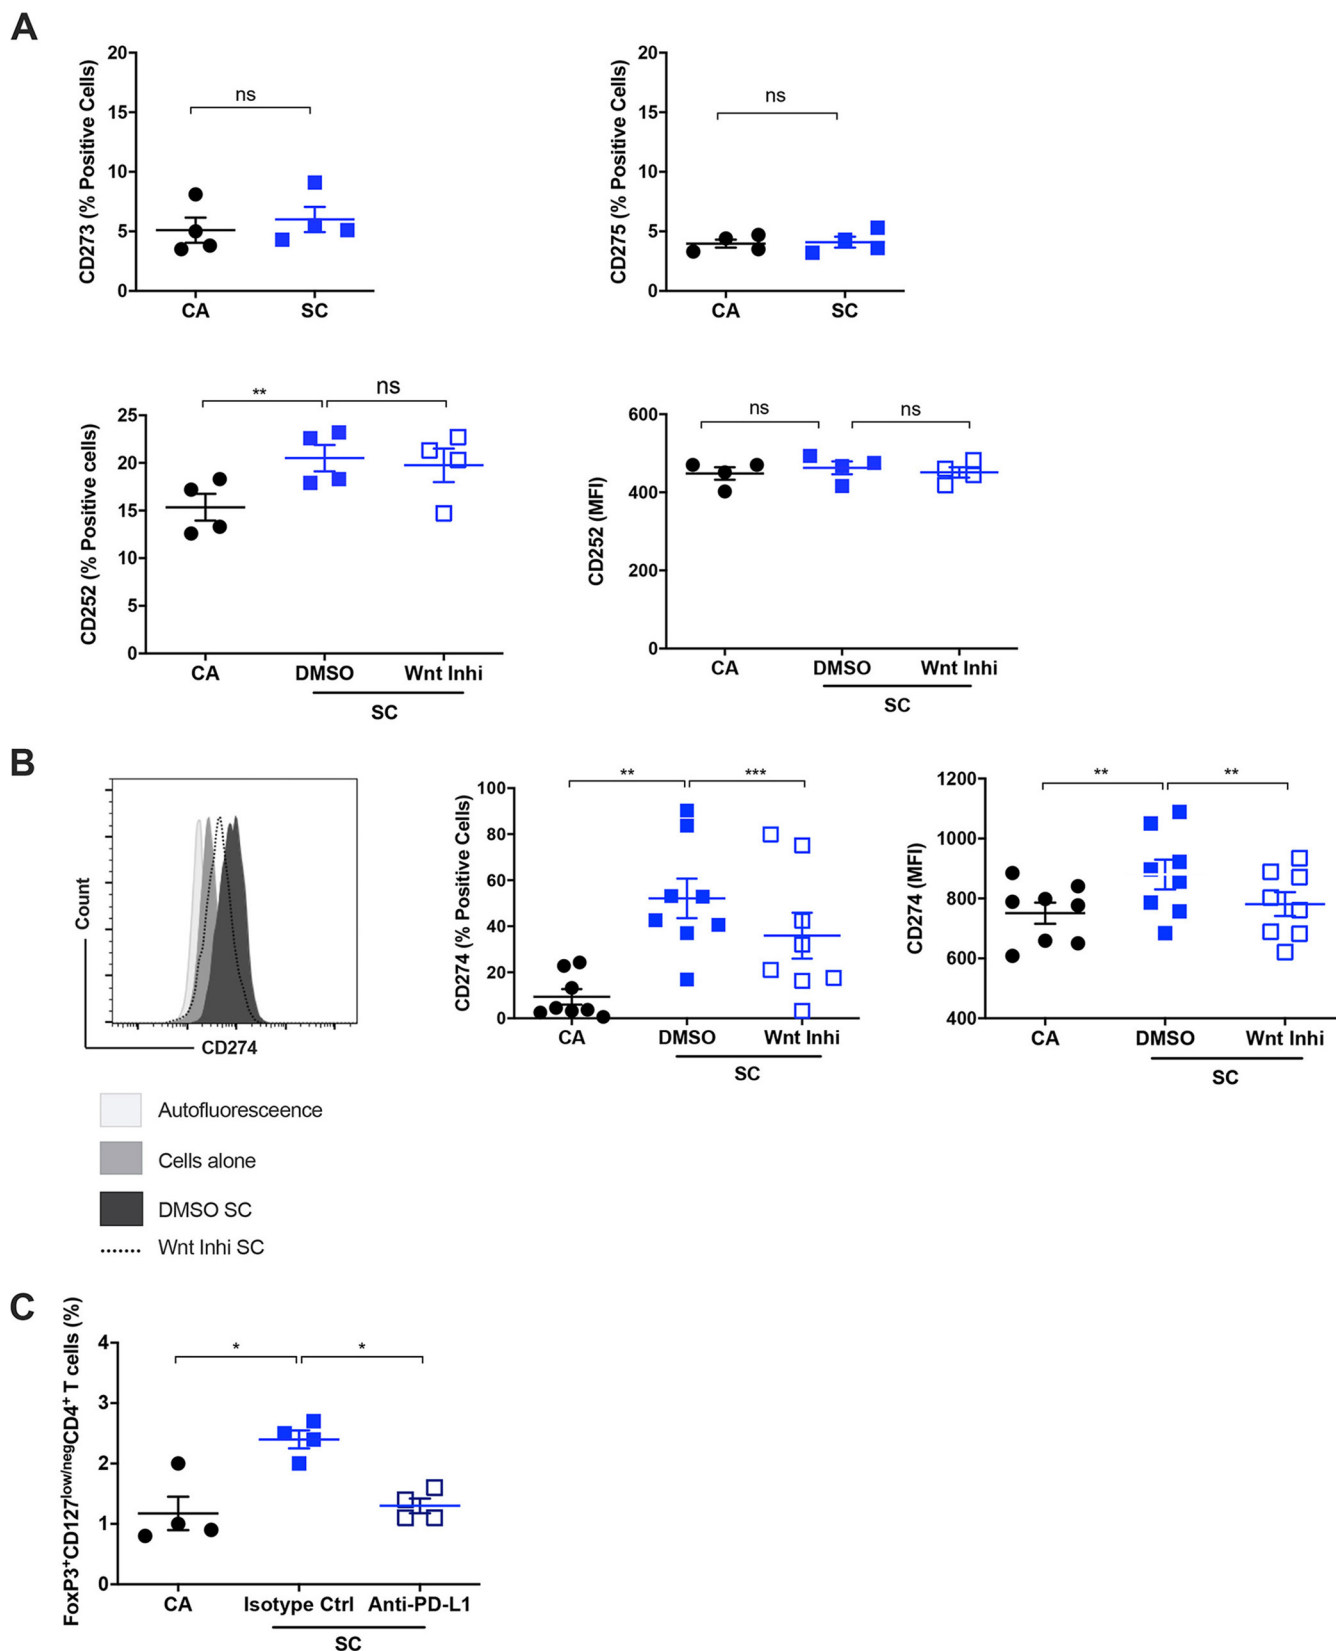 A
CD273 (% Positive Cells)
20
15
10
5
0
ns
CA
SC
CD275 (% Positive Cells)
20
15
10
5
0
ns
CA
SC
CD252 (% Positive cells)
25
20
15
10
5
0
**
ns
CA
DMSO
Wnt Inhi
SC
CD252 (MFI)
600
400
200
0
ns
ns
CA
DMSO
Wnt Inhi
SC
B
Count
CD274
Autofluoresceence
Cells alone
DMSO SC
Wnt Inhi SC
CD274 (% Positive Cells)
100
80
60
40
20
0
**
***
CA
DMSO
Wnt Inhi
SC
CD274 (MFI)
1200
1000
800
600
400
**
**
CA
DMSO
Wnt Inhi
SC
C
FoxP3⁺CD127low/negCD4⁺ T cells (%)
4
3
2
1
0
*
*
CA
Isotype Ctrl
Anti-PD-L1
SC